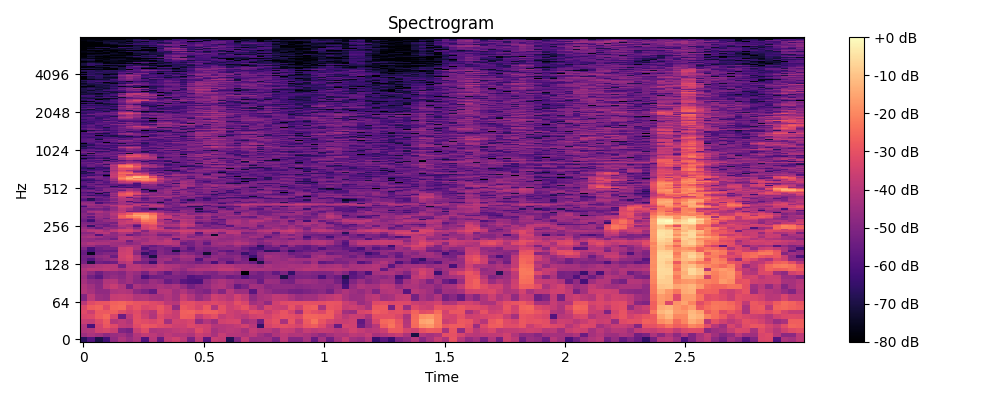 Spectrogram
Hz
4096
2048
1024
512
256
128
64
0
0
0.5
1
1.5
2
2.5
Time
+0 dB
-10 dB
-20 dB
-30 dB
-40 dB
-50 dB
-60 dB
-70 dB
-80 dB